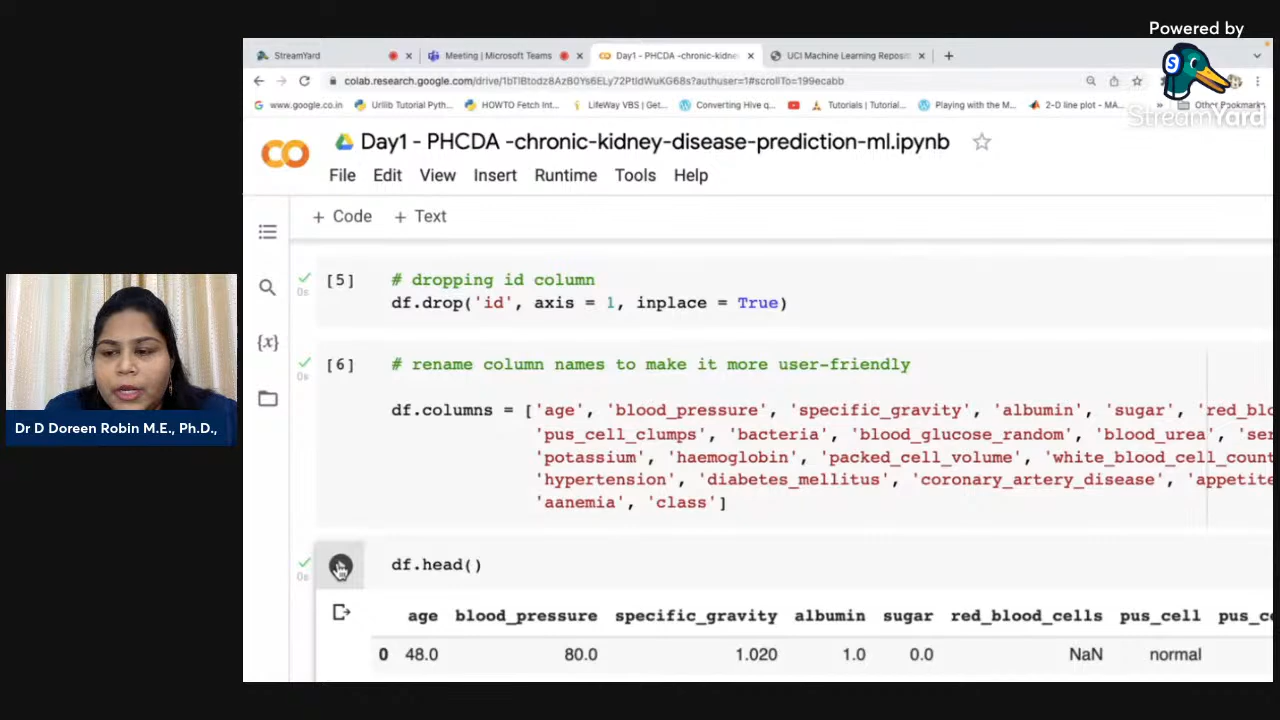 Powered by
StreamYard
StreamYard
Meeting | Microsoft Teams
Day1 - PHCDA -chronic-kidney
UCI Machine Learning Reposit
colab.research.google.com/drive/1bTlBtodz8AzB0Ys6ELy72PtldWuKG68s?authuser=1#scrollTo=199ecabb
www.google.co.in
Urllib Tutorial Pyth...
HOWTO Fetch Int...
LifeWay VBS | Get...
Converting Hive q...
Tutorials | Tutorial...
Playing with the M...
2-D line plot - MA...
»
Other Bookmarks
CO
Day1 - PHCDA -chronic-kidney-disease-prediction-ml.ipynb
File Edit View Insert Runtime Tools Help
+ Code + Text
[5] # dropping id column
0s df.drop('id', axis = 1, inplace = True)
[6] # rename column names to make it more user-friendly
0s
df.columns = ['age', 'blood_pressure', 'specific_gravity', 'albumin', 'sugar', 'red_blo
'pus_cell_clumps', 'bacteria', 'blood_glucose_random', 'blood_urea', 'ser
'potassium', 'haemoglobin', 'packed_cell_volume', 'white_blood_cell_count
'hypertension', 'diabetes_mellitus', 'coronary_artery_disease', 'appetite
'aanemia', 'class']
{x}
df.head()
0s
age blood_pressure specific_gravity albumin sugar red_blood_cells pus_cell pus_ce
0 48.0 80.0 1.020 1.0 0.0 NaN normal
Dr D Doreen Robin M.E., Ph.D.,